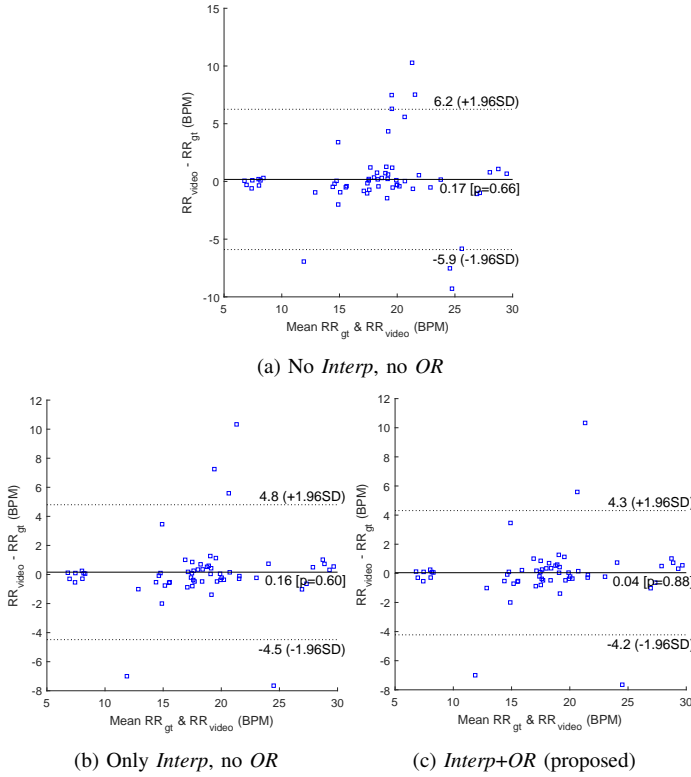 15
10
5
0
-5
-10
RR_video - RR_gt (BPM)
6.2 (+1.96SD)
0.17 [p=0.66]
-5.9 (-1.96SD)
5 10 15 20 25 30
Mean RR_gt & RR_video (BPM)
(a) No Interp, no OR
12
10
8
6
4
2
0
-2
-4
-6
-8
RR_video - RR_gt (BPM)
4.8 (+1.96SD)
0.16 [p=0.60]
-4.5 (-1.96SD)
5 10 15 20 25 30
Mean RR_gt & RR_video (BPM)
(b) Only Interp, no OR
12
10
8
6
4
2
0
-2
-4
-6
-8
RR_video - RR_gt (BPM)
4.3 (+1.96SD)
0.04 [p=0.88]
-4.2 (-1.96SD)
5 10 15 20 25 30
Mean RR_gt & RR_video (BPM)
(c) Interp+OR (proposed)